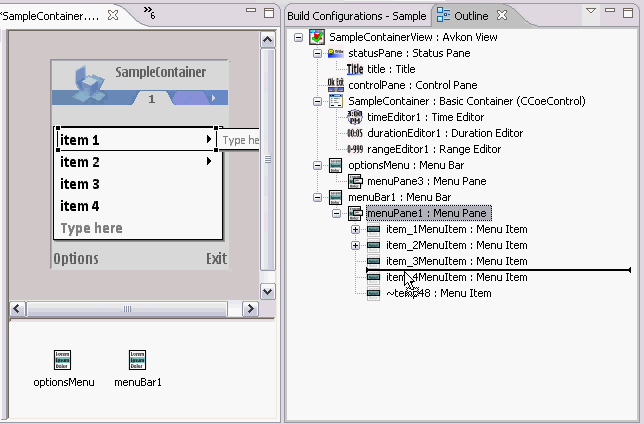 *SampleContainer....
»6
Build Configurations - Sample
Outline
SampleContainer
1
item 1
Type he
item 2
item 3
item 4
Type here
Options
Exit
optionsMenu
menuBar1
SampleContainerView : Avkon View
statusPane : Status Pane
Title
title : Title
Ok Exit
controlPane : Control Pane
SampleContainer : Basic Container (CCoeControl)
timeEditor1 : Time Editor
00:05
durationEditor1 : Duration Editor
0-999
rangeEditor1 : Range Editor
optionsMenu : Menu Bar
menuPane3 : Menu Pane
menuBar1 : Menu Bar
menuPane1 : Menu Pane
item_1MenuItem : Menu Item
item_2MenuItem : Menu Item
item_3MenuItem : Menu Item
item_4MenuItem : Menu Item
: Menu Item